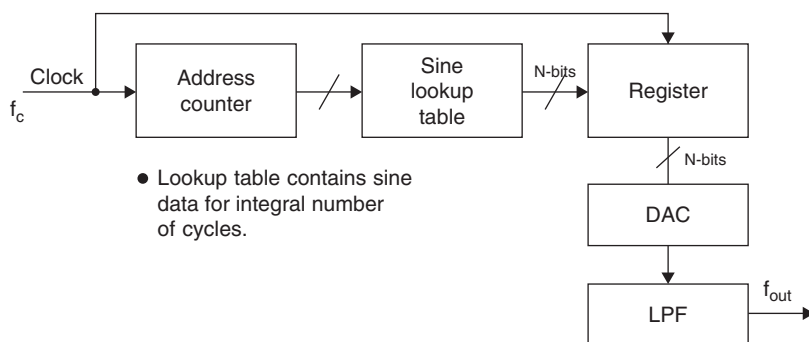 Clock
f_c
Address
counter
Sine
lookup
table
N-bits
Register
N-bits
● Lookup table contains sine
data for integral number
of cycles.
DAC
LPF
f_out